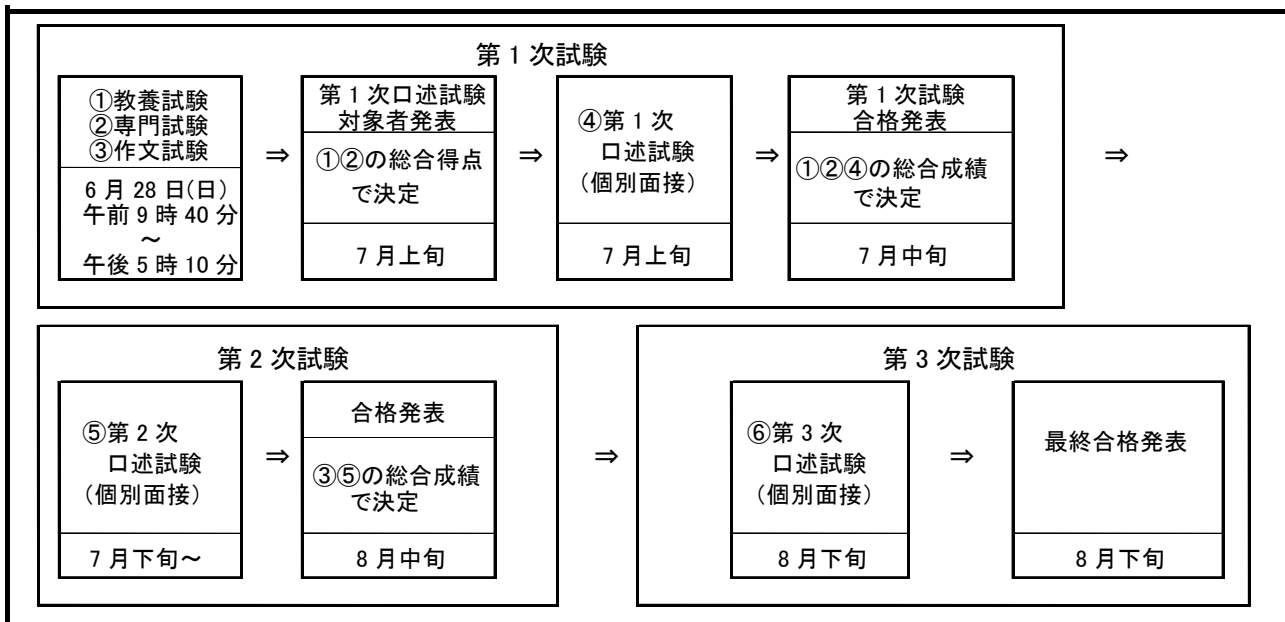 第1次試験
①教養試験
②専門試験
③作文試験
6月28日(日)
午前9時40分
～
午後5時10分
⇒
第1次口述試験
対象者発表
①②の総合得点
で決定
7月上旬
⇒
④第1次
口述試験
（個別面接）
7月上旬
⇒
第1次試験
合格発表
①②④の総合成績
で決定
7月中旬
⇒
第2次試験
⑤第2次
口述試験
（個別面接）
7月下旬～
⇒
合格発表
③⑤の総合成績
で決定
8月中旬
⇒
第3次試験
⑥第3次
口述試験
（個別面接）
8月下旬
⇒
最終合格発表
8月下旬